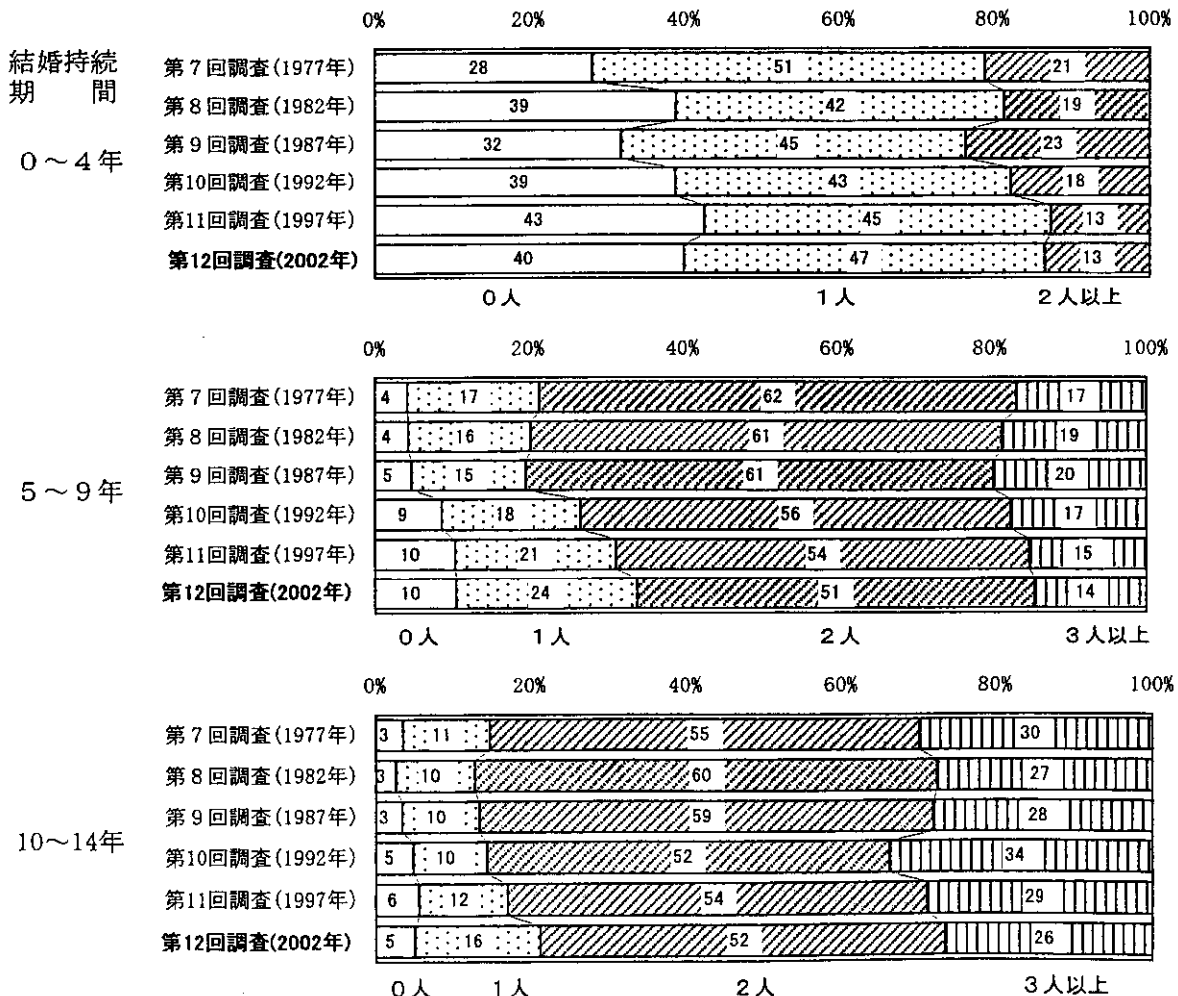 0% 20% 40% 60% 80% 100%
結婚持続
期 間
0～4年
第7回調査(1977年) 28 51 21
第8回調査(1982年) 39 42 19
第9回調査(1987年) 32 45 23
第10回調査(1992年) 39 43 18
第11回調査(1997年) 43 45 13
第12回調査(2002年) 40 47 13
0人 1人 2人以上
0% 20% 40% 60% 80% 100%
5～9年
第7回調査(1977年) 4 17 62 17
第8回調査(1982年) 4 16 61 19
第9回調査(1987年) 5 15 61 20
第10回調査(1992年) 9 18 56 17
第11回調査(1997年) 10 21 54 15
第12回調査(2002年) 10 24 51 14
0人 1人 2人 3人以上
0% 20% 40% 60% 80% 100%
10～14年
第7回調査(1977年) 3 11 55 30
第8回調査(1982年) 3 10 60 27
第9回調査(1987年) 3 10 59 28
第10回調査(1992年) 5 10 52 34
第11回調査(1997年) 6 12 54 29
第12回調査(2002年) 5 16 52 26
0人 1人 2人 3人以上